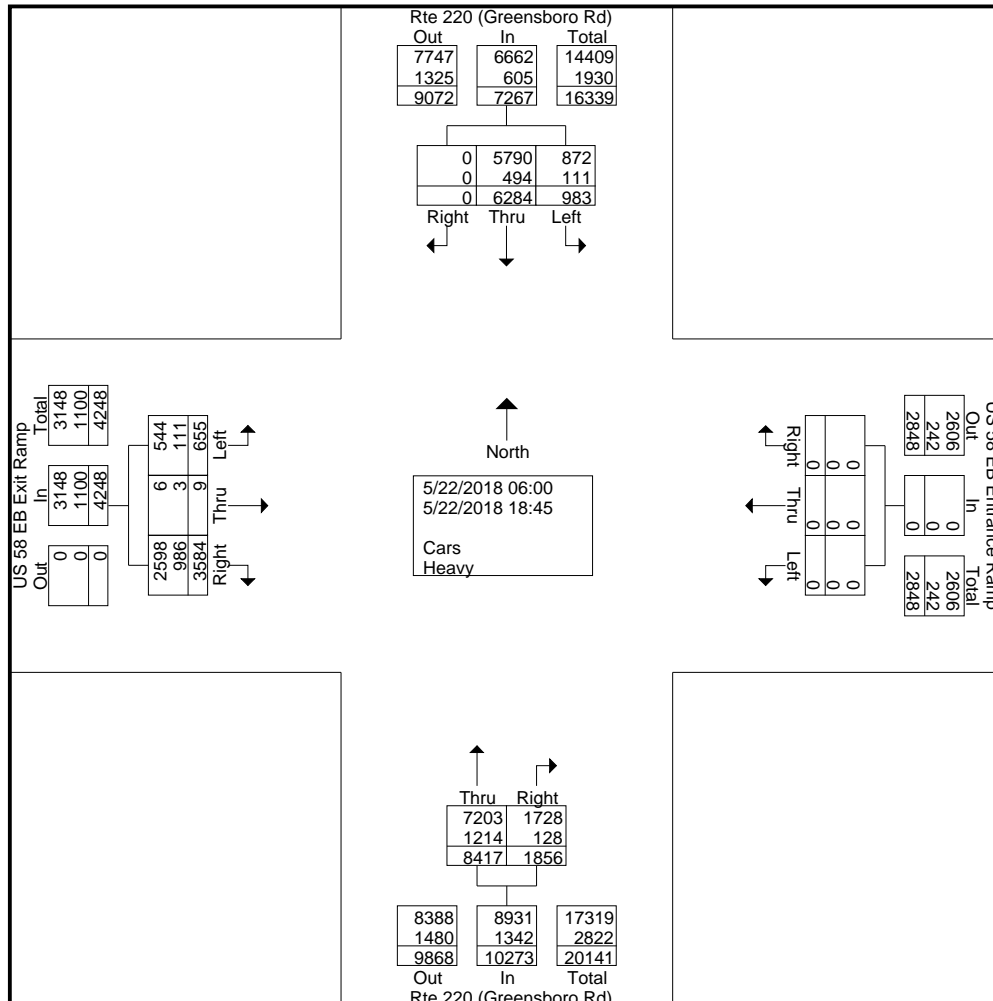 Rte 220 (Greensboro Rd)
Out In Total
7747 6662 14409
1325 605 1930
9072 7267 16339
0 5790 872
0 494 111
0 6284 983
Right Thru Left
US 58 EB Exit Ramp
Total In Out
3148 3148 0
1100 1100 0
4248 4248 0
544 6 2598
111 3 986
655 9 3584
Left Thru Right
North
5/22/2018 06:00
5/22/2018 18:45
Cars
Heavy
Right Thru Left
0 0 0
0 0 0
0 0 0
US 58 EB Entrance Ramp
Out In Total
2606 0 2606
242 0 242
2848 0 2848
Thru Right
7203 1728
1214 128
8417 1856
8388 8931 17319
1480 1342 2822
9868 10273 20141
Out In Total
Rte 220 (Greensboro Rd)